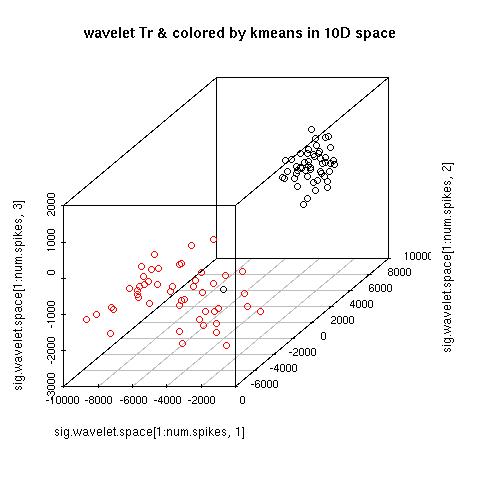 wavelet Tr & colored by kmeans in 10D space
sig.wavelet.space[1:num.spikes, 3]
2000
1000
0
-1000
-2000
-3000
-10000 -8000 -6000 -4000 -2000 0
sig.wavelet.space[1:num.spikes, 1]
-6000
-4000
-2000
0
2000
4000
6000
8000
sig.wavelet.space[1:num.spikes, 2]